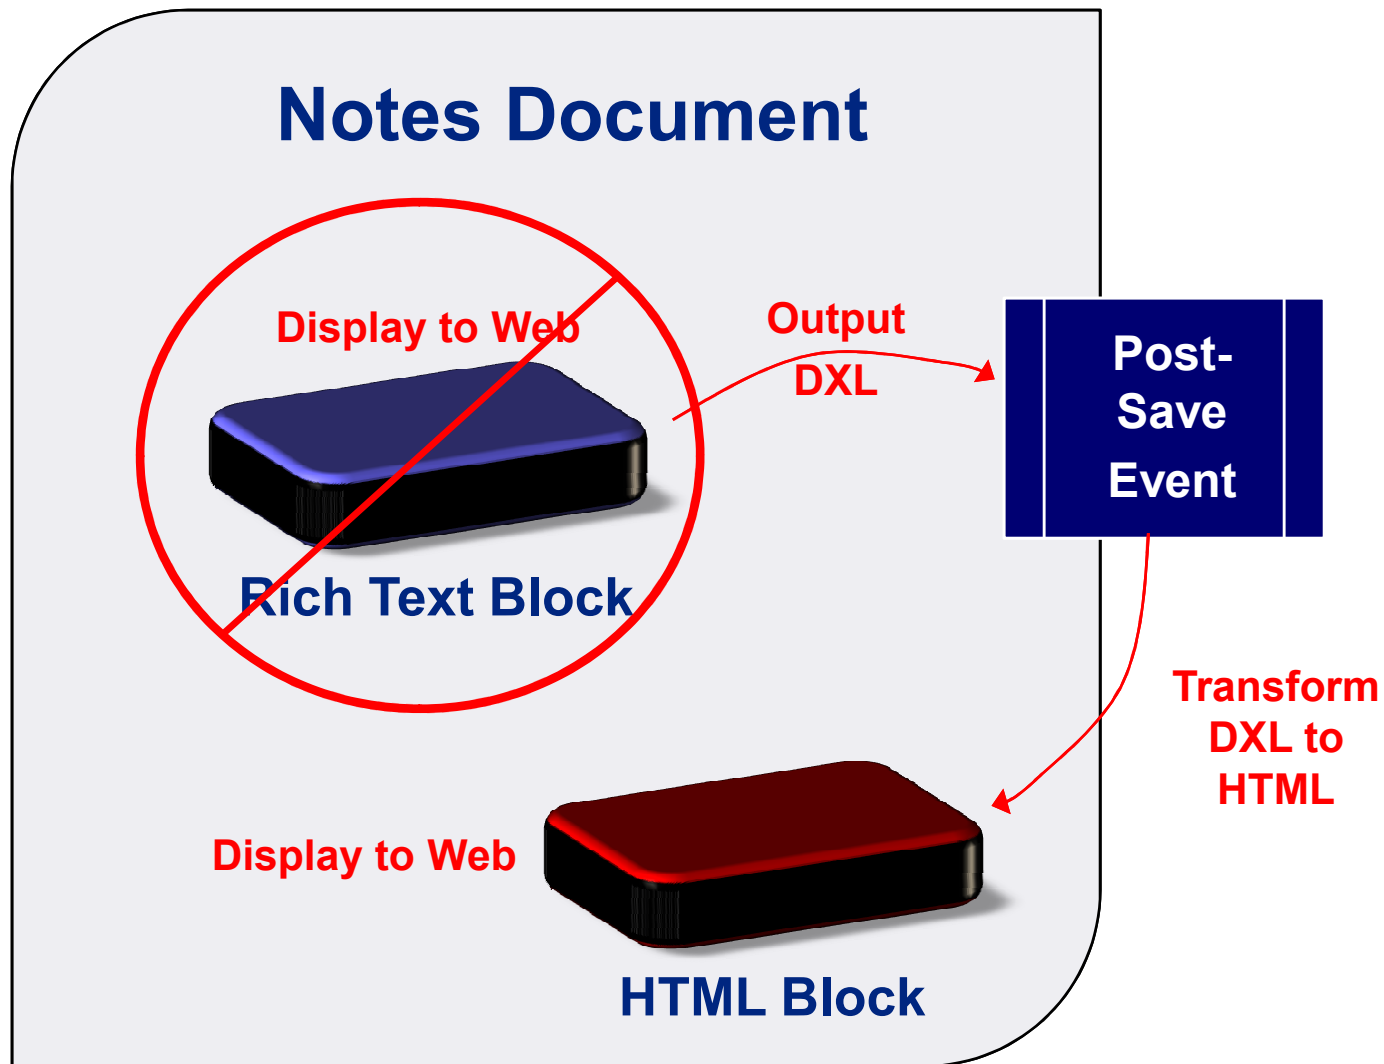 Notes Document
Display to Web
Output
DXL
Post-
Save
Event
Rich Text Block
Transform
DXL to
HTML
Display to Web
HTML Block